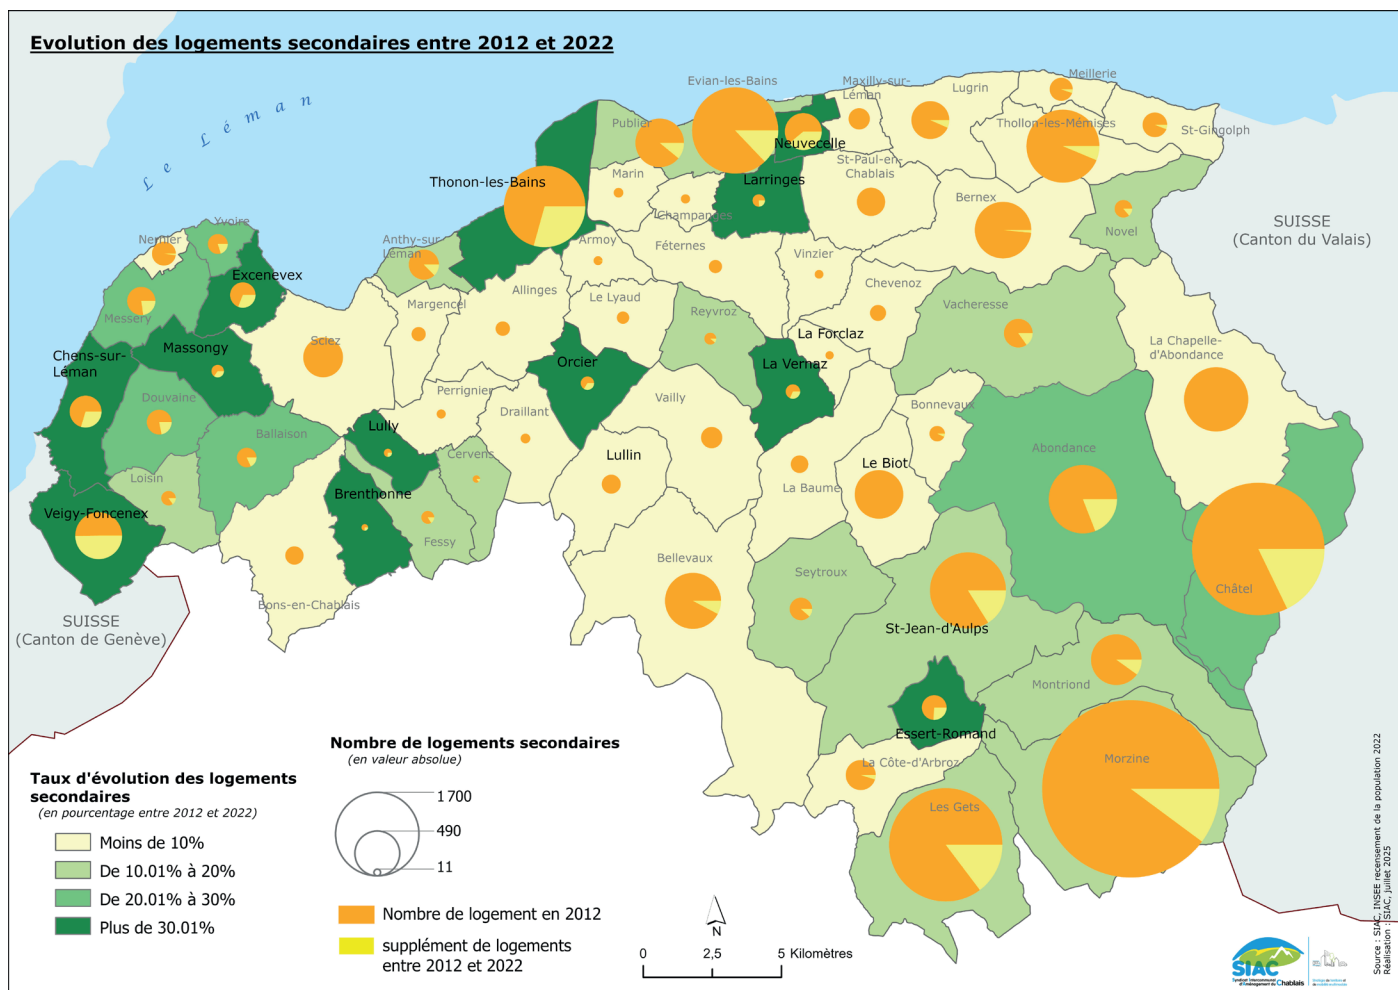 Evolution des logements secondaires entre 2012 et 2022
Le Léman
Evian-les-Bains
Maxilly-sur-
Léman
Lugrin
Meillerie
Publier
Neuvecelle
Thollon-les-Mémises
St-Gingolph
Thonon-les-Bains
Marin
Larringes
St-Paul-en-
Chablais
Champanges
Bernex
Novel
SUISSE
(Canton du Valais)
Nernier
Yvoire
Anthy-sur-
Léman
Armoy
Féternes
Vinzier
Excenevex
Messery
Margencel
Allinges
Le Lyaud
Chevenoz
Vacheresse
Reyvroz
Sciez
Massongy
Chens-sur-
Léman
La Forclaz
La Chapelle-
d'Abondance
Orcier
La Vernaz
Douvaine
Perrignier
Draillant
Vailly
Bonnevaux
Ballaison
Lully
Cervens
Lullin
Abondance
Le Biot
La Baume
Loisin
Brenthonne
Veigy-Foncenex
Fessy
Bellevaux
Seytroux
Châtel
Bons-en-Chablais
SUISSE
(Canton de Genève)
St-Jean-d'Aulps
Montriond
Essert-Romand
La Côte-d'Arbroz
Morzine
Les Gets
Taux d'évolution des logements
secondaires
(en pourcentage entre 2012 et 2022)
Moins de 10%
De 10.01% à 20%
De 20.01% à 30%
Plus de 30.01%
Nombre de logements secondaires
(en valeur absolue)
1 700
490
11
Nombre de logement en 2012
supplément de logements
entre 2012 et 2022
N
0 2,5 5 Kilomètres
Source : SIAC, INSEE recensement de la population 2022
Réalisation : SIAC, juillet 2025
SIAC
Syndicat Intercommunal
d'Aménagement du Chablais